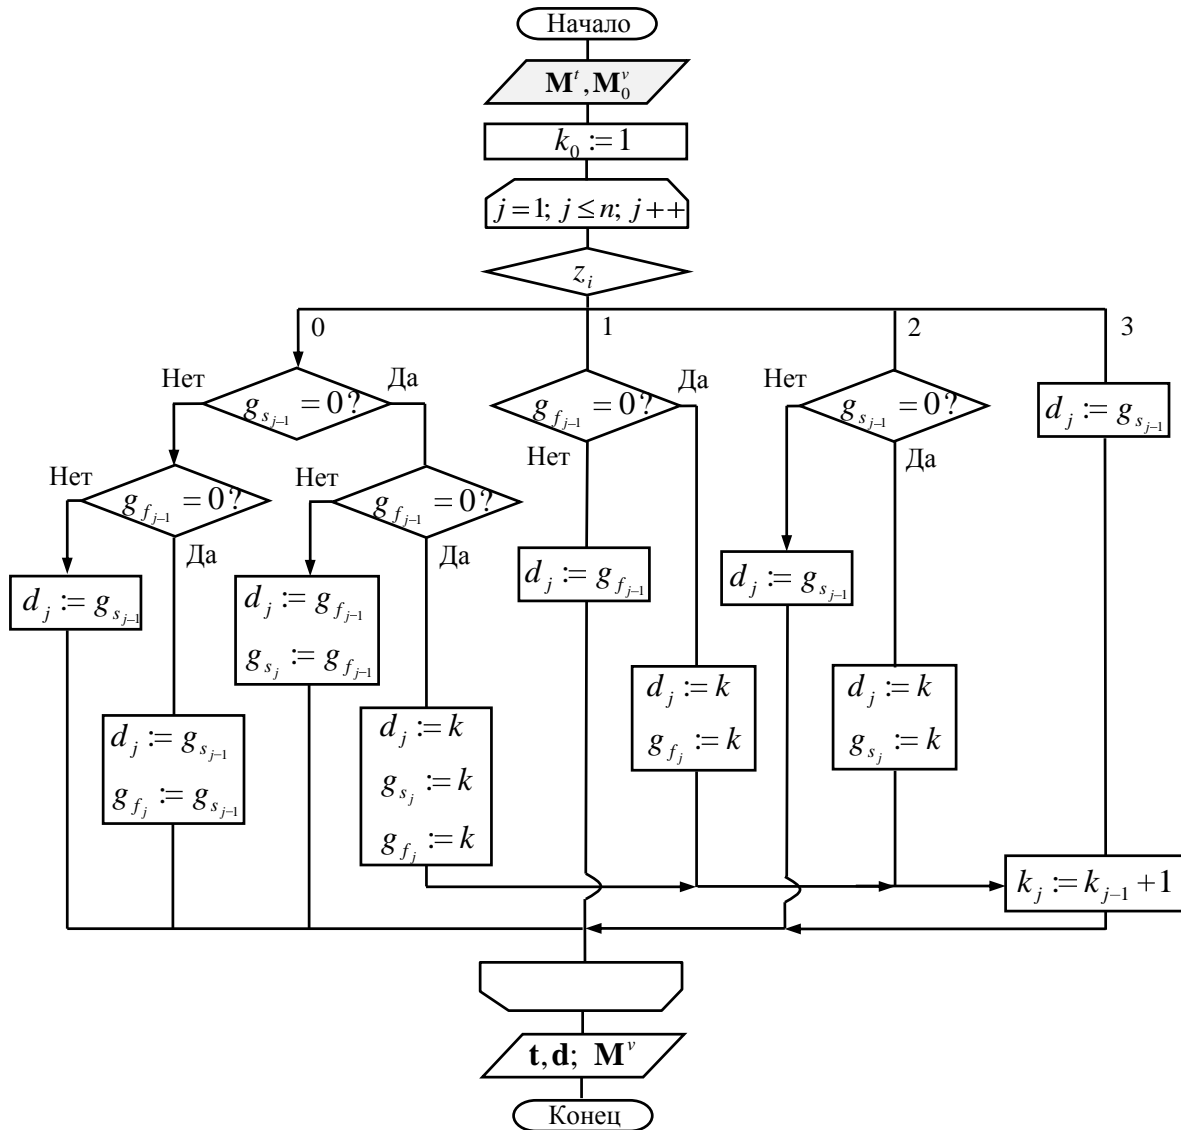 Начало
M^t, M_0^v
k_0 := 1
j = 1; j ≤ n; j ++
z_i
0
1
2
3
Нет
Да
g_{s_{j-1}} = 0?
g_{f_{j-1}} = 0?
Да
Нет
Нет
g_{s_{j-1}} = 0?
Да
d_j := g_{s_{j-1}}
Нет
g_{f_{j-1}} = 0?
Да
Нет
g_{f_{j-1}} = 0?
Да
d_j := g_{s_{j-1}}
d_j := g_{f_{j-1}}
g_{s_j} := g_{f_{j-1}}
d_j := g_{f_{j-1}}
d_j := g_{s_{j-1}}
d_j := g_{s_{j-1}}
g_{f_j} := g_{s_{j-1}}
d_j := k
g_{s_j} := k
g_{f_j} := k
d_j := k
g_{f_j} := k
d_j := k
g_{s_j} := k
k_j := k_{j-1} + 1
t, d; M^v
Конец